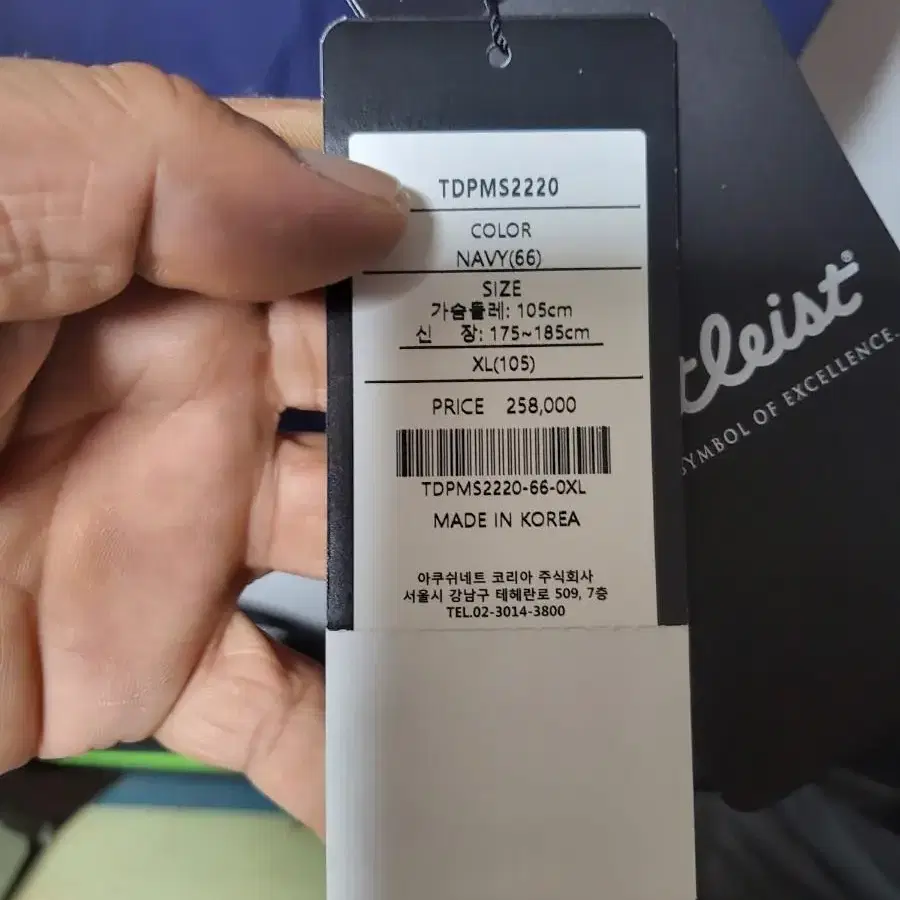 TDPMS2220
COLOR
NAVY(66)
SIZE
가슴둘레: 105cm
신 장: 175~185cm
XL(105)
PRICE 258,000
TDPMS2220-66-0XL
MADE IN KOREA
아쿠쉬네트 코리아 주식회사
서울시 강남구 테헤란로 509, 7층
TEL.02-3014-3800
tleist
SYMBOL OF EXCELLENCE.